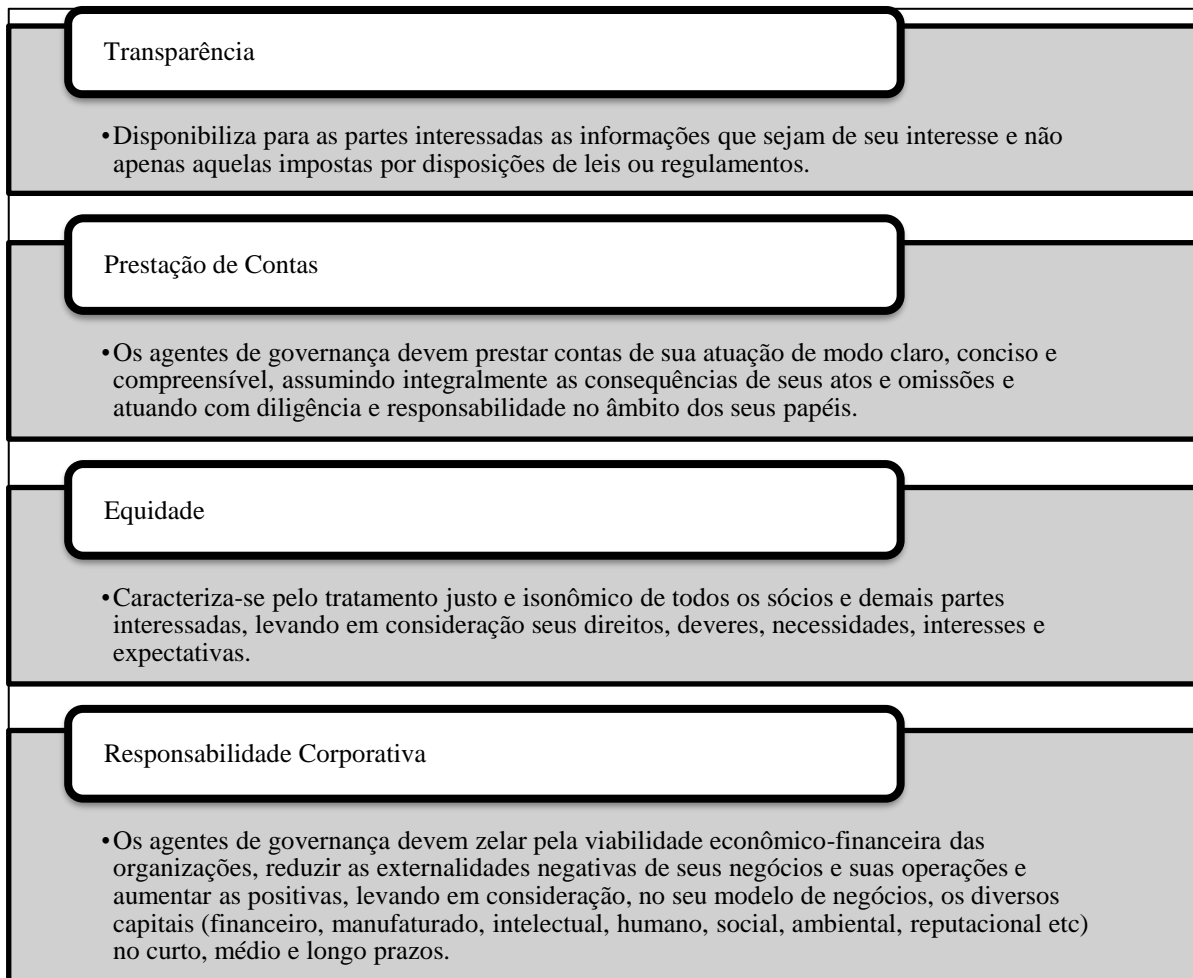 Transparência
•Disponibiliza para as partes interessadas as informações que sejam de seu interesse e não
apenas aquelas impostas por disposições de leis ou regulamentos.
Prestação de Contas
•Os agentes de governança devem prestar contas de sua atuação de modo claro, conciso e
compreensível, assumindo integralmente as consequências de seus atos e omissões e
atuando com diligência e responsabilidade no âmbito dos seus papéis.
Equidade
•Caracteriza-se pelo tratamento justo e isonômico de todos os sócios e demais partes
interessadas, levando em consideração seus direitos, deveres, necessidades, interesses e
expectativas.
Responsabilidade Corporativa
•Os agentes de governança devem zelar pela viabilidade econômico-financeira das
organizações, reduzir as externalidades negativas de seus negócios e suas operações e
aumentar as positivas, levando em consideração, no seu modelo de negócios, os diversos
capitais (financeiro, manufaturado, intelectual, humano, social, ambiental, reputacional etc)
no curto, médio e longo prazos.